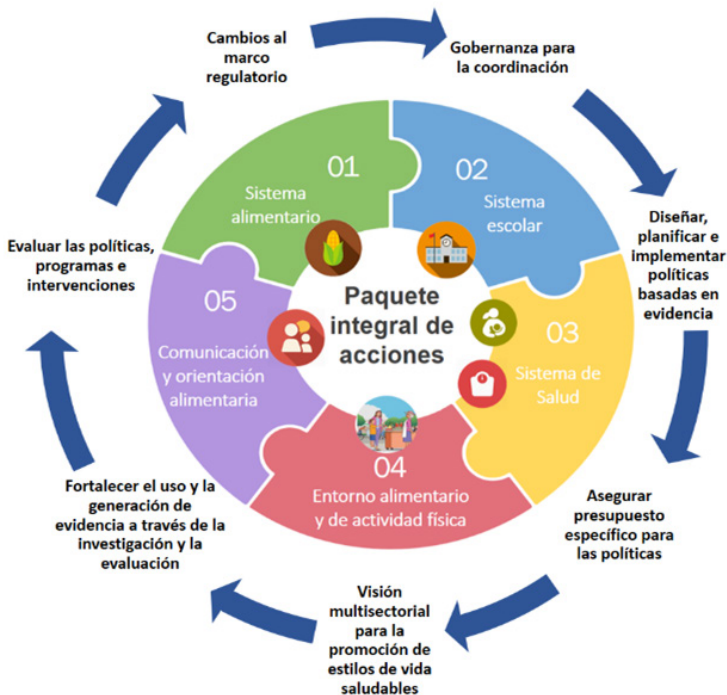 Cambios al
marco
regulatorio
Gobernanza para
la coordinación
Diseñar,
planificar e
implementar
políticas
basadas en
evidencia
Asegurar
presupuesto
específico para
las políticas
Visión
multisectorial
para la
promoción de
estilos de vida
saludables
Fortalecer el uso y la
generación de
evidencia a través de la
investigación y la
evaluación
Evaluar las políticas,
programas e
intervenciones
01
Sistema
alimentario
02
Sistema
escolar
03
Sistema de
Salud
04
Entorno alimentario
y de actividad física
05
Comunicación
y orientación
alimentaria
Paquete
integral de
acciones